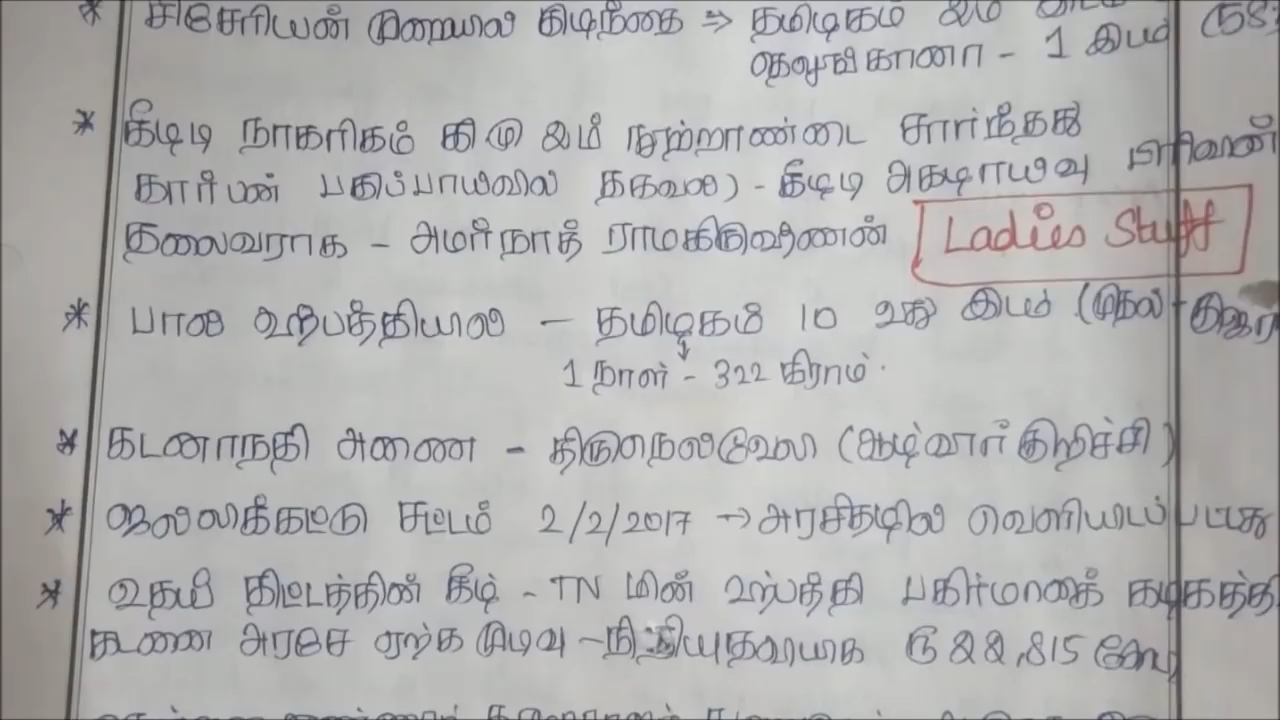 * சிசேரியன் முறையில் குழந்தை ⇒ தமிழகம் 2ம் இடம்
தெலுங்கானா - 1 இடம் (58
* கீழடி நாகரிகம் கிமு 2ம் நூற்றாண்டை சார்ந்தது
கார்பன் பகுப்பாய்வில் தகவல்) - கீழடி அகழாய்வு பிரிவின்
தலைவராக - அமர்நாத் ராமகிருஷ்ணன்
Ladies Stuff
* பால் உற்பத்தியில் - தமிழகம் 10 வது இடம் (முதல் - குஜரா
↓
1 நாள் - 322 கிராம்.
* கடனாநதி அணை - திருநெல்வேலி (ஆழ்வார் குறிச்சி)
* ஜல்லிக்கட்டு சட்டம் 2/2/2017 → அரசிதழில் வெளியிடப்பட்டது
* உதய் திட்டத்தின் கீழ் - TN மின் உற்பத்தி பகிர்மானக் கழகத்தி
கடனை அரசே ஏற்க முடிவு - நிதியுதவியாக ரூ 22,815 கோடி